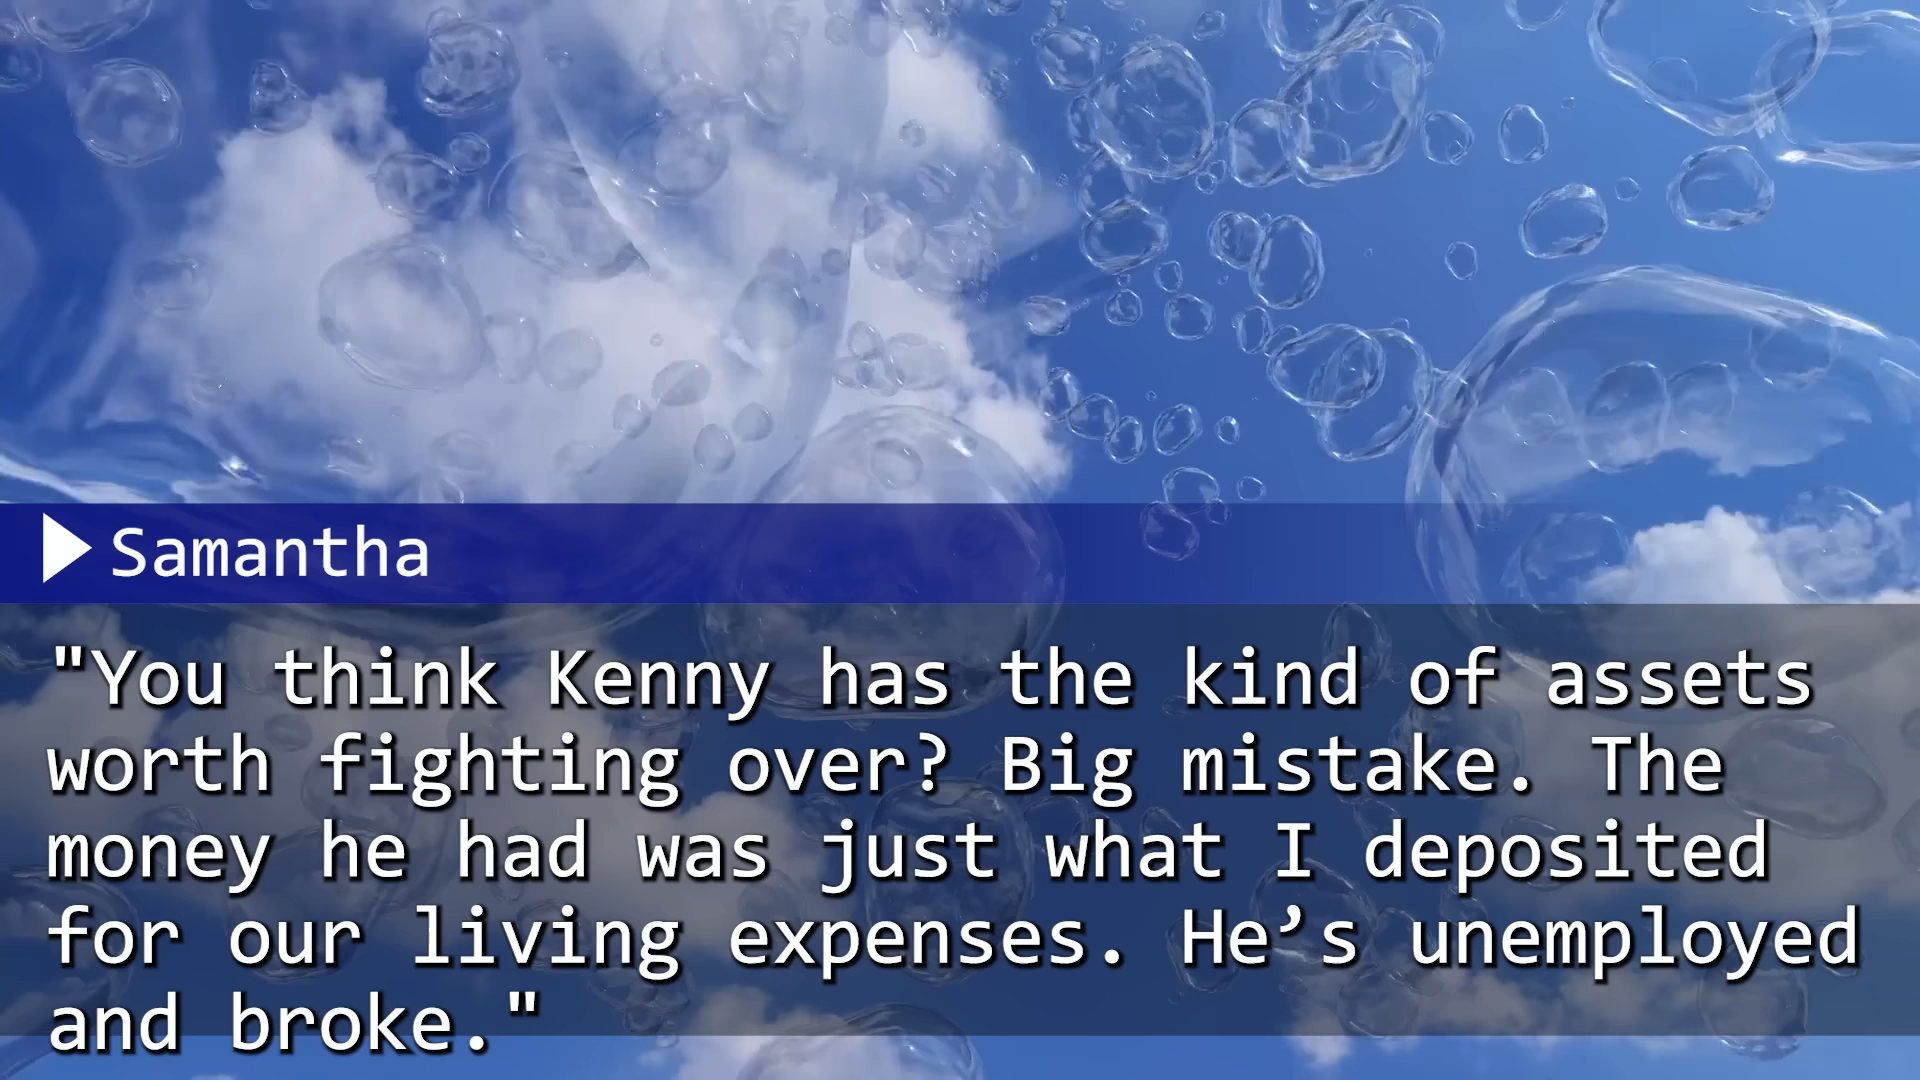 Samantha
"You think Kenny has the kind of assets
worth fighting over? Big mistake. The
money he had was just what I deposited
for our living expenses. He’s unemployed
and broke."